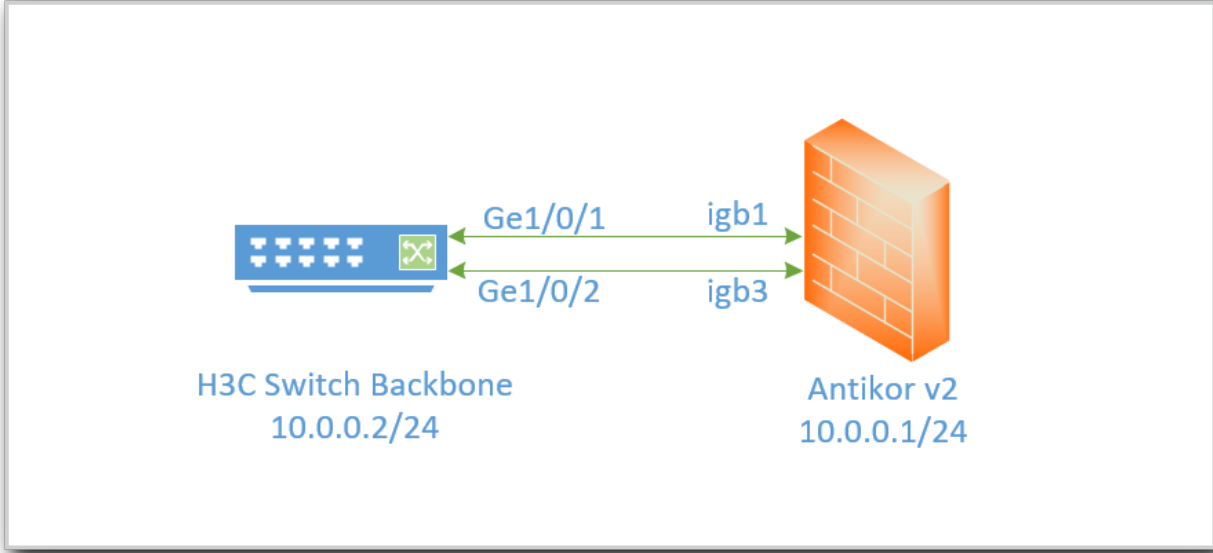 Ge1/0/1
igb1
Ge1/0/2
igb3
H3C Switch Backbone
10.0.0.2/24
Antikor v2
10.0.0.1/24